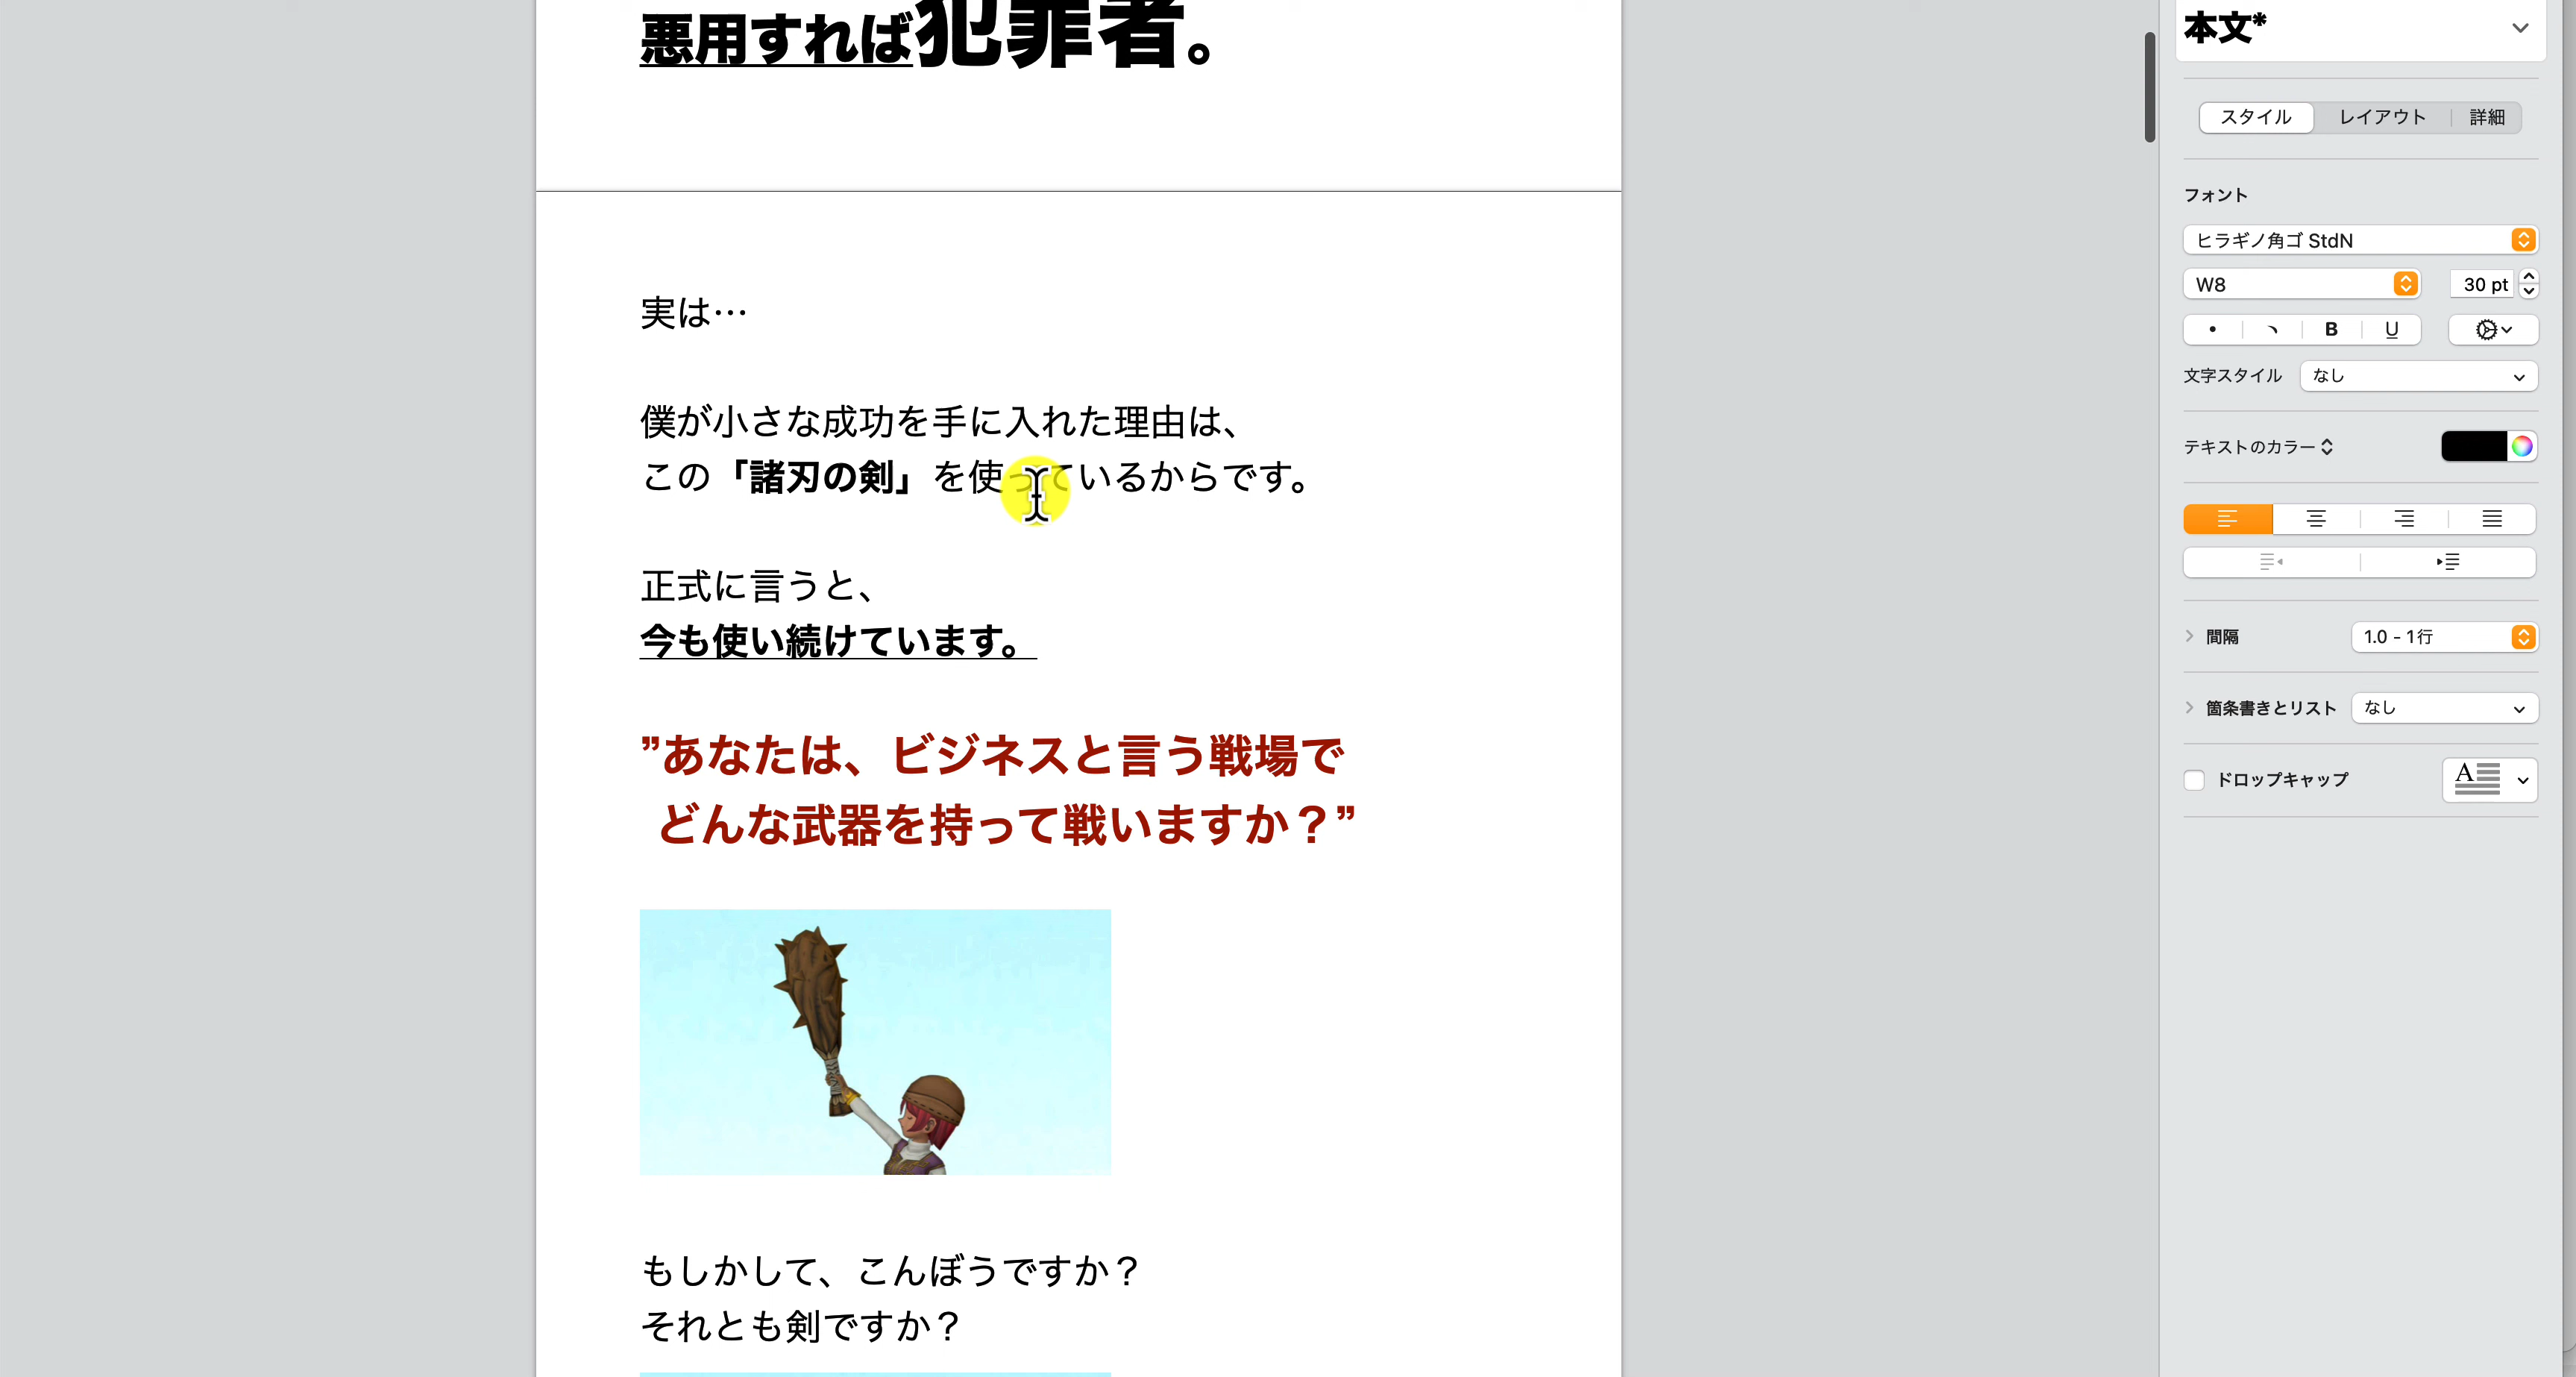 悪用すれば犯罪者。
実は…
僕が小さな成功を手に入れた理由は、
この「諸刃の剣」を使っているからです。
正式に言うと、
今も使い続けています。
”あなたは、ビジネスと言う戦場で
どんな武器を持って戦いますか？”
もしかして、こんぼうですか？
それとも剣ですか？
本文*
スタイル レイアウト 詳細
フォント
ヒラギノ角ゴ StdN
W8 30 pt
B U
文字スタイル なし
テキストのカラー
間隔 1.0 - 1行
箇条書きとリスト なし
ドロップキャップ A